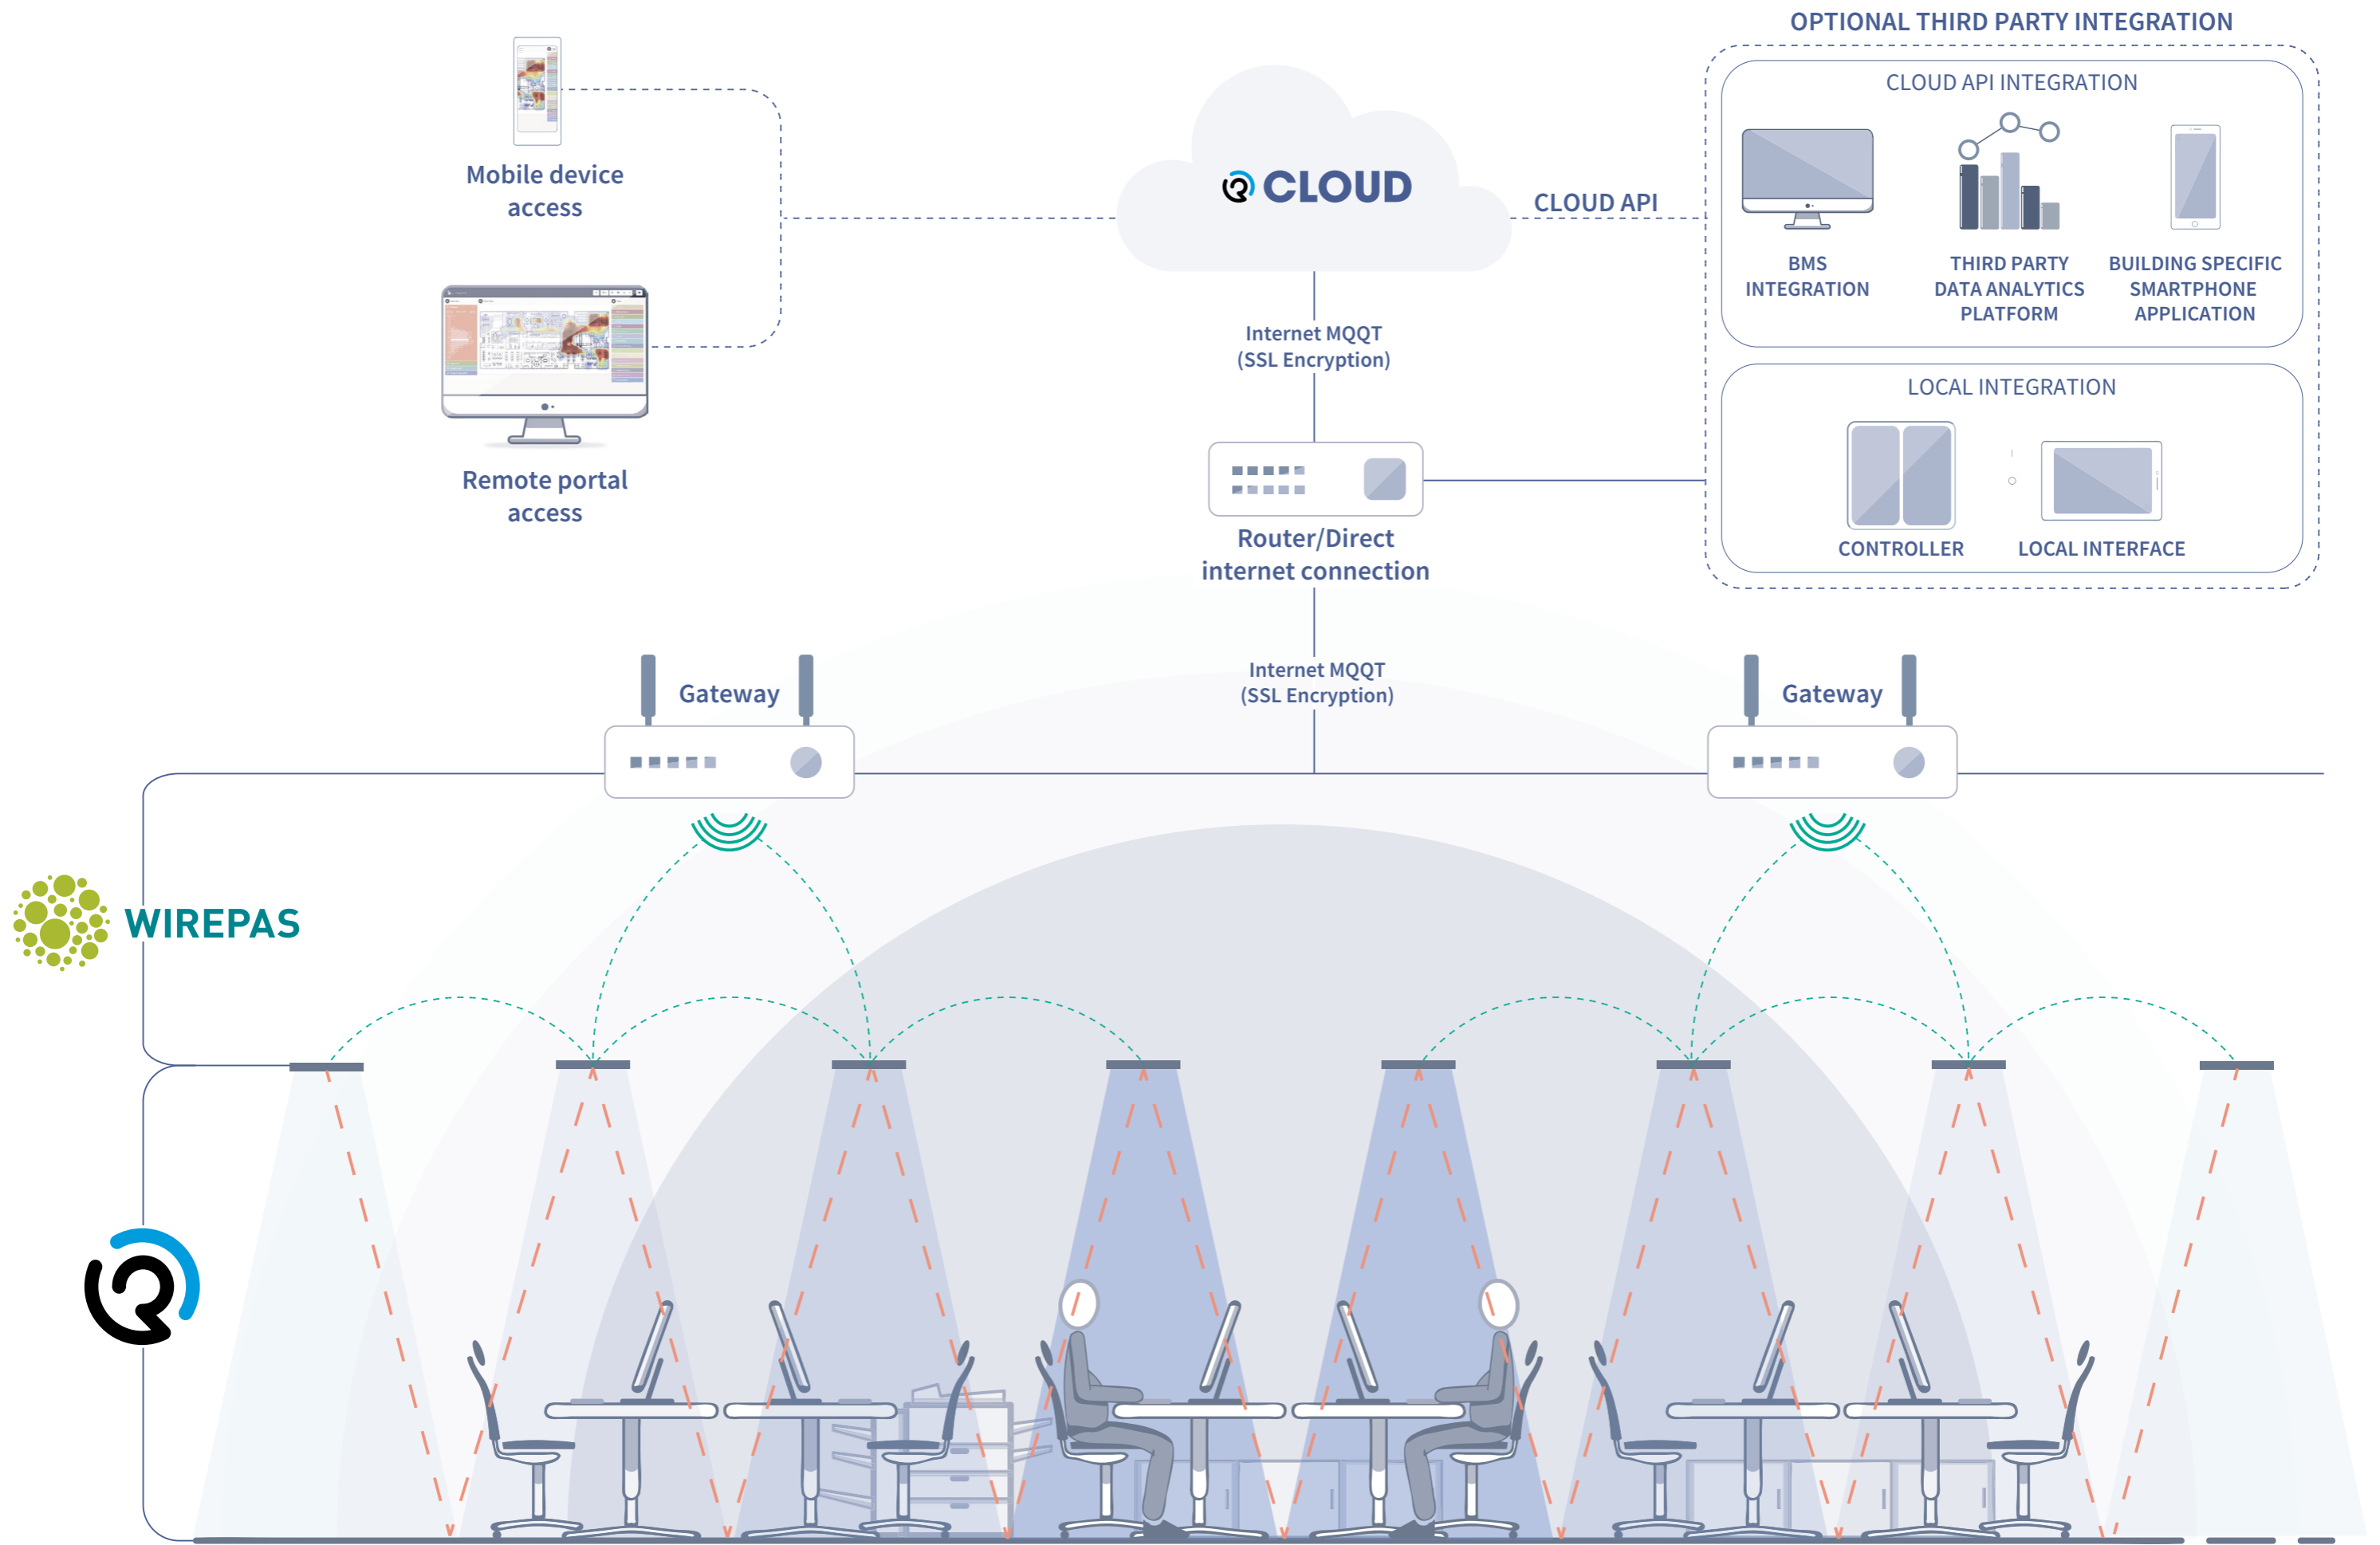 OPTIONAL THIRD PARTY INTEGRATION
CLOUD API INTEGRATION
BMS
INTEGRATION
THIRD PARTY
DATA ANALYTICS
PLATFORM
BUILDING SPECIFIC
SMARTPHONE
APPLICATION
LOCAL INTEGRATION
CONTROLLER
LOCAL INTERFACE
Mobile device
access
CLOUD
CLOUD API
Remote portal
access
Internet MQQT
(SSL Encryption)
Router/Direct
internet connection
Internet MQQT
(SSL Encryption)
Gateway
Gateway
WIREPAS